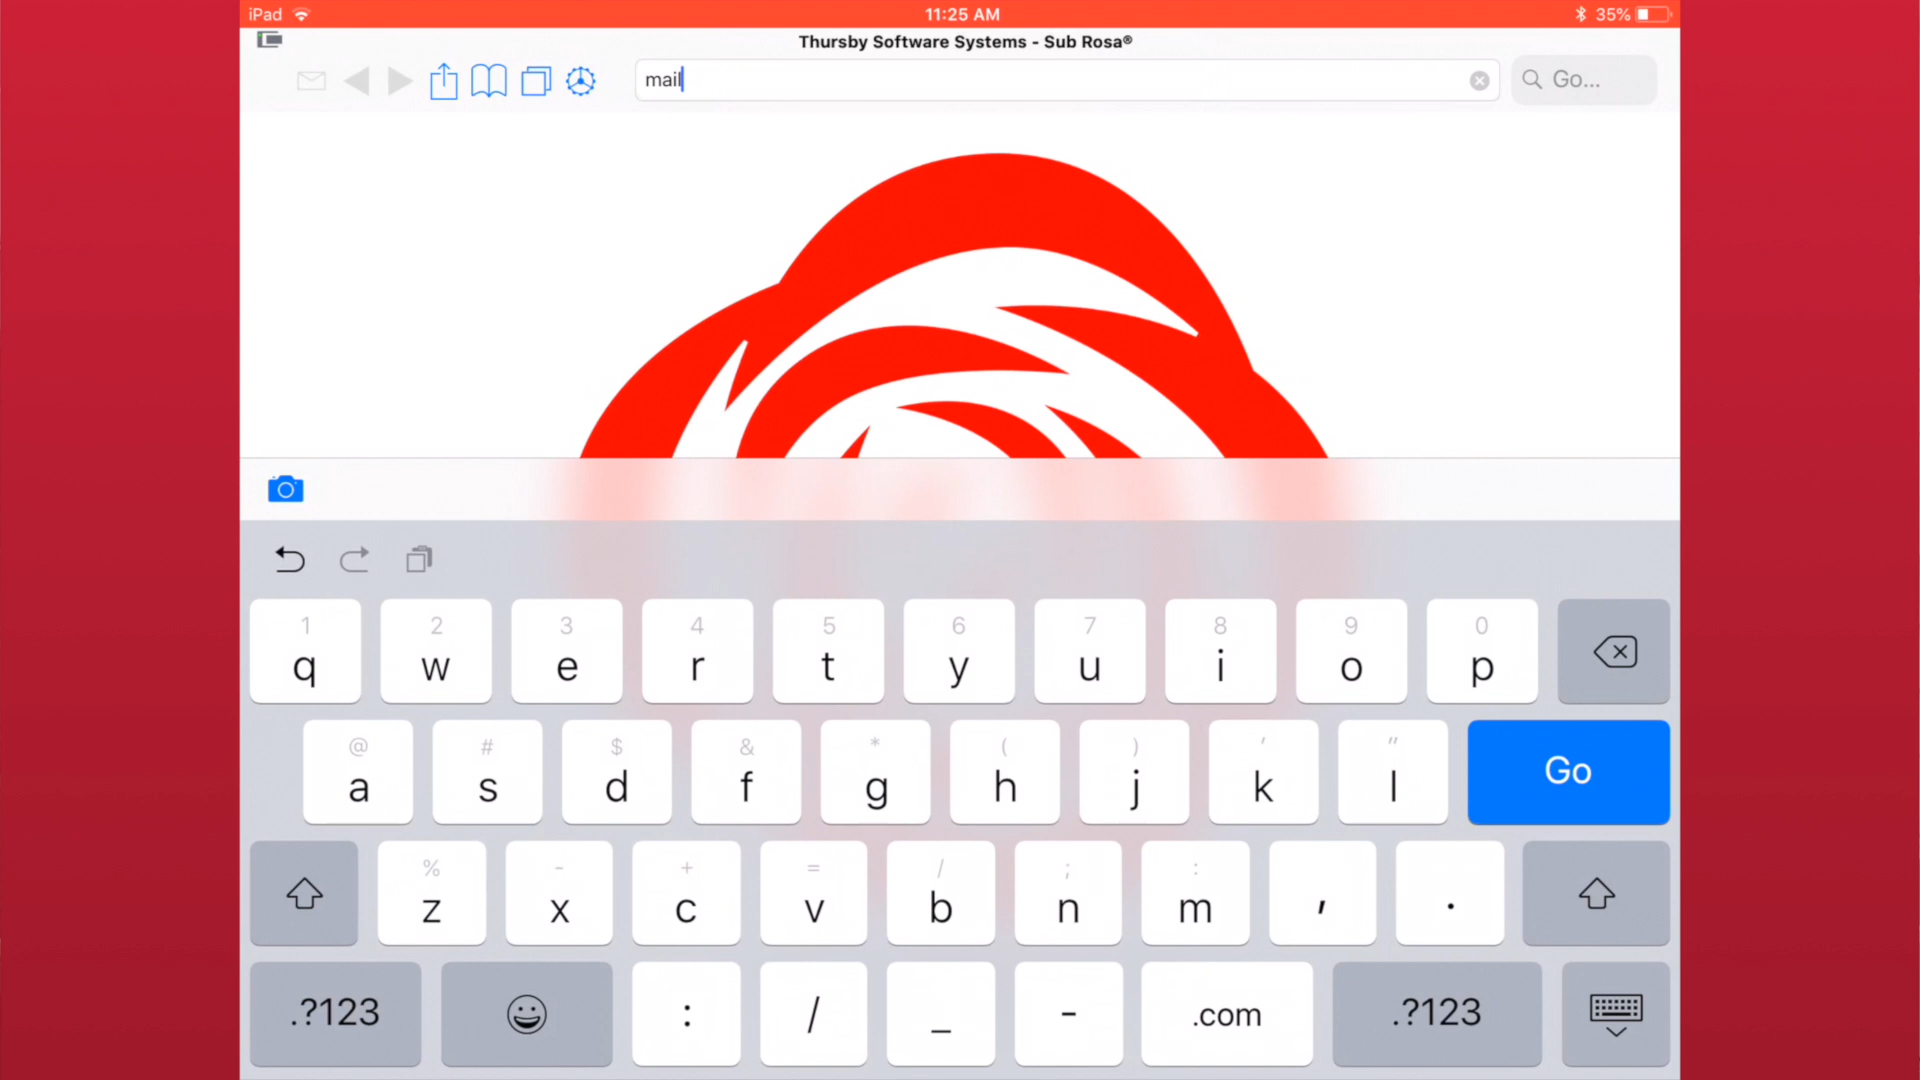 iPad 11:25 AM 35%
Thursby Software Systems - Sub Rosa®
mail Go...
1 2 3 4 5 6 7 8 9 0
q w e r t y u i o p
@ # $ & * ( ) ' "
a s d f g h j k l Go
% - + = / ; :
z x c v b n m , .
.?123 : / _ - .com .?123